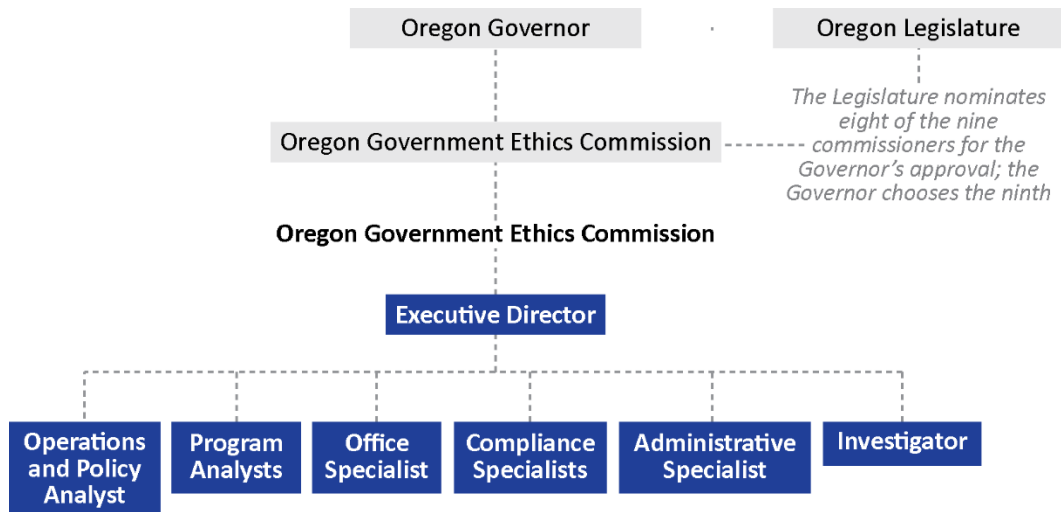 Oregon Governor
Oregon Legislature
The Legislature nominates
eight of the nine
commissioners for the
Governor's approval; the
Governor chooses the ninth
Oregon Government Ethics Commission
Oregon Government Ethics Commission
Executive Director
Operations
and Policy
Analyst
Program
Analysts
Office
Specialist
Compliance
Specialists
Administrative
Specialist
Investigator